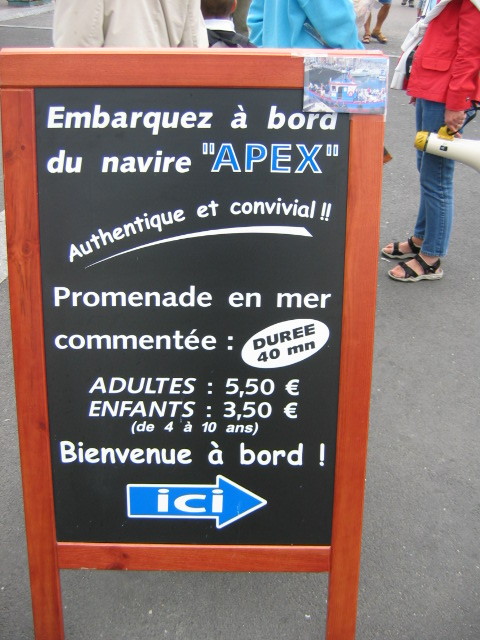 Embarquez à bord
du navire "APEX"
Authentique et convivial !!
Promenade en mer
commentée : DUREE
40 mn
ADULTES : 5,50 €
ENFANTS : 3,50 €
(de 4 à 10 ans)
Bienvenue à bord !
ici